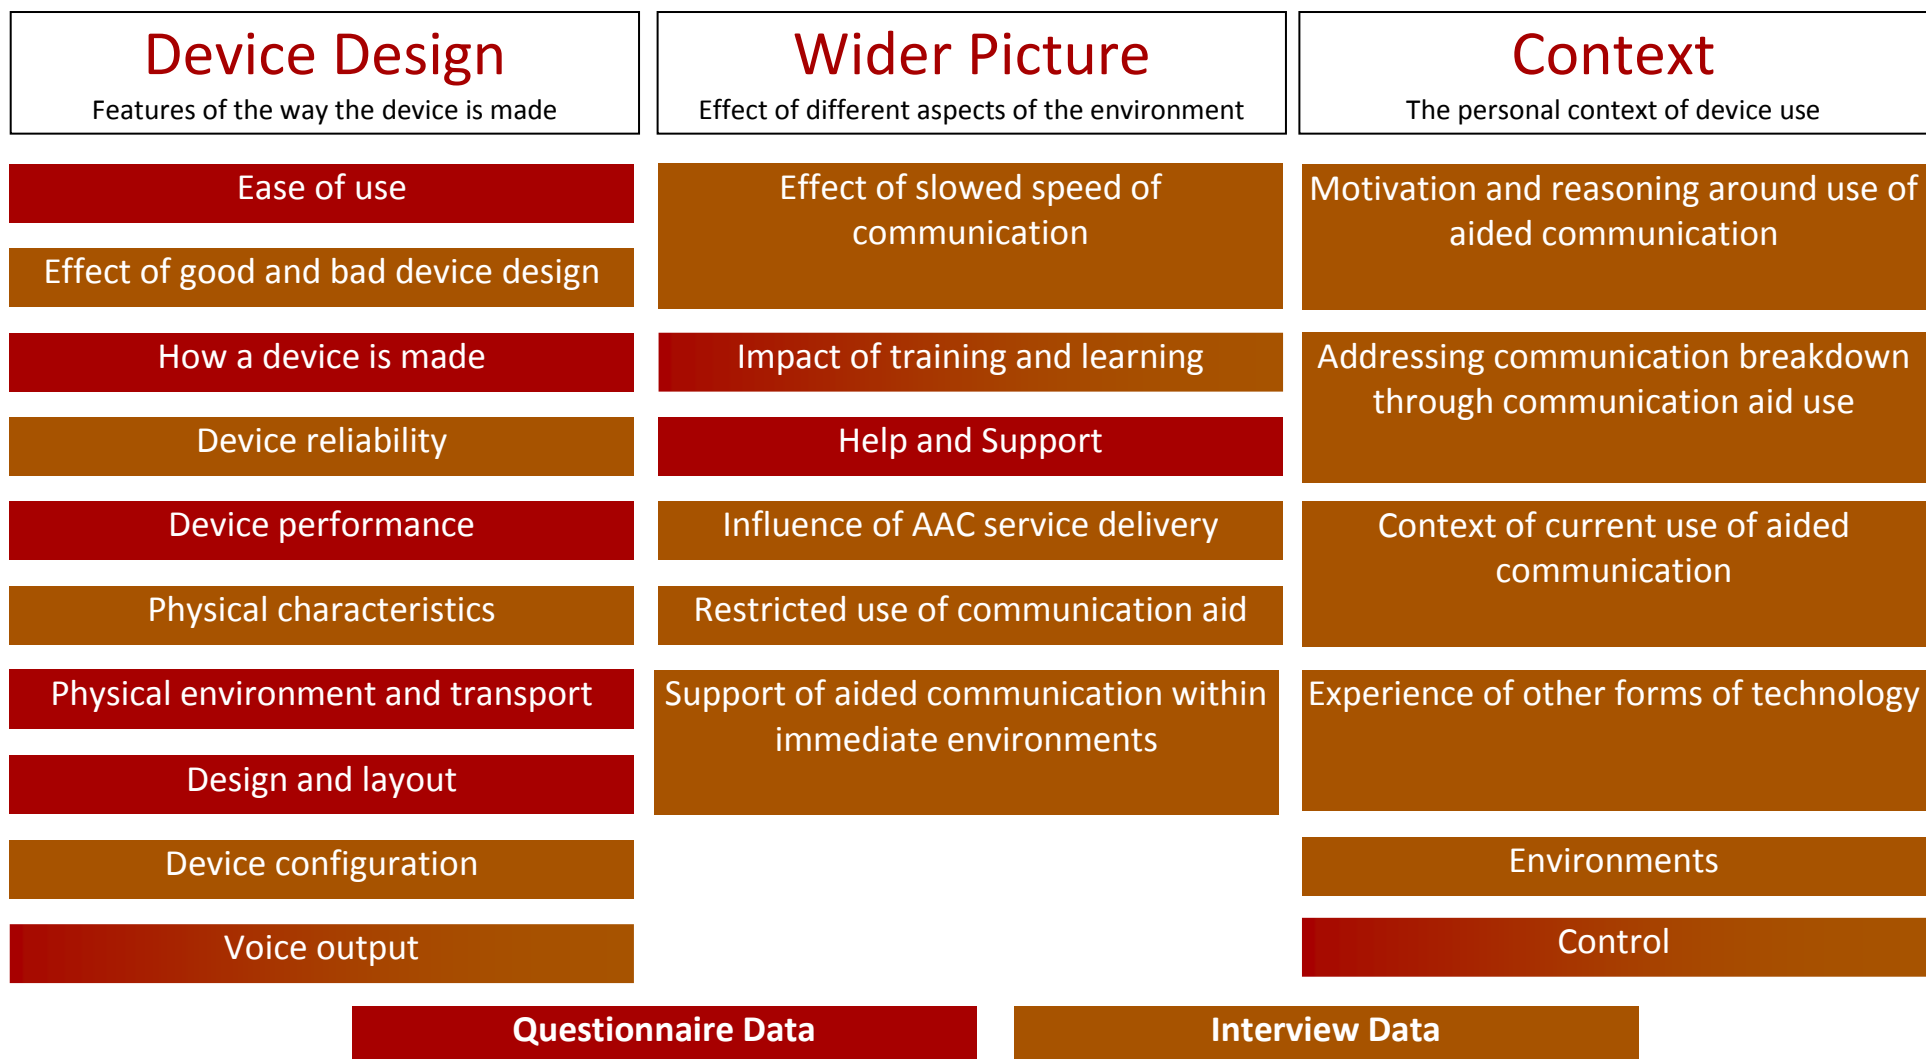 Device Design
Features of the way the device is made
Ease of use
Effect of good and bad device design
How a device is made
Device reliability
Device performance
Physical characteristics
Physical environment and transport
Design and layout
Device configuration
Voice output
Wider Picture
Effect of different aspects of the environment
Effect of slowed speed of
communication
Impact of training and learning
Help and Support
Influence of AAC service delivery
Restricted use of communication aid
Support of aided communication within
immediate environments
Context
The personal context of device use
Motivation and reasoning around use of
aided communication
Addressing communication breakdown
through communication aid use
Context of current use of aided
communication
Experience of other forms of technology
Environments
Control
Questionnaire Data
Interview Data